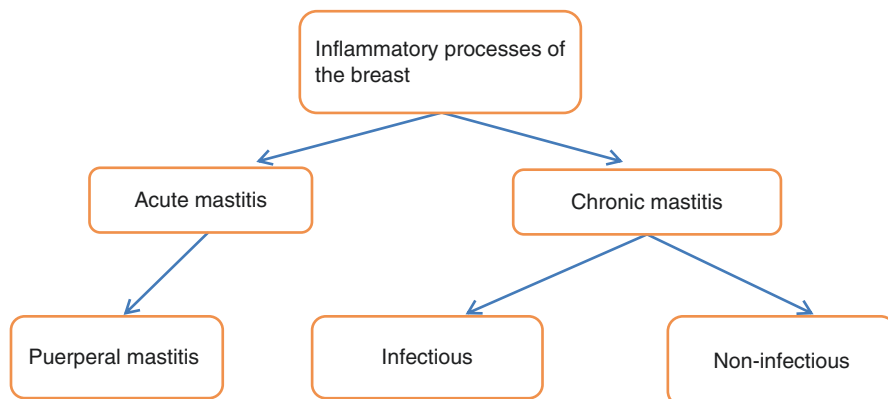 Inflammatory processes of
the breast
Acute mastitis
Chronic mastitis
Puerperal mastitis
Infectious
Non-infectious